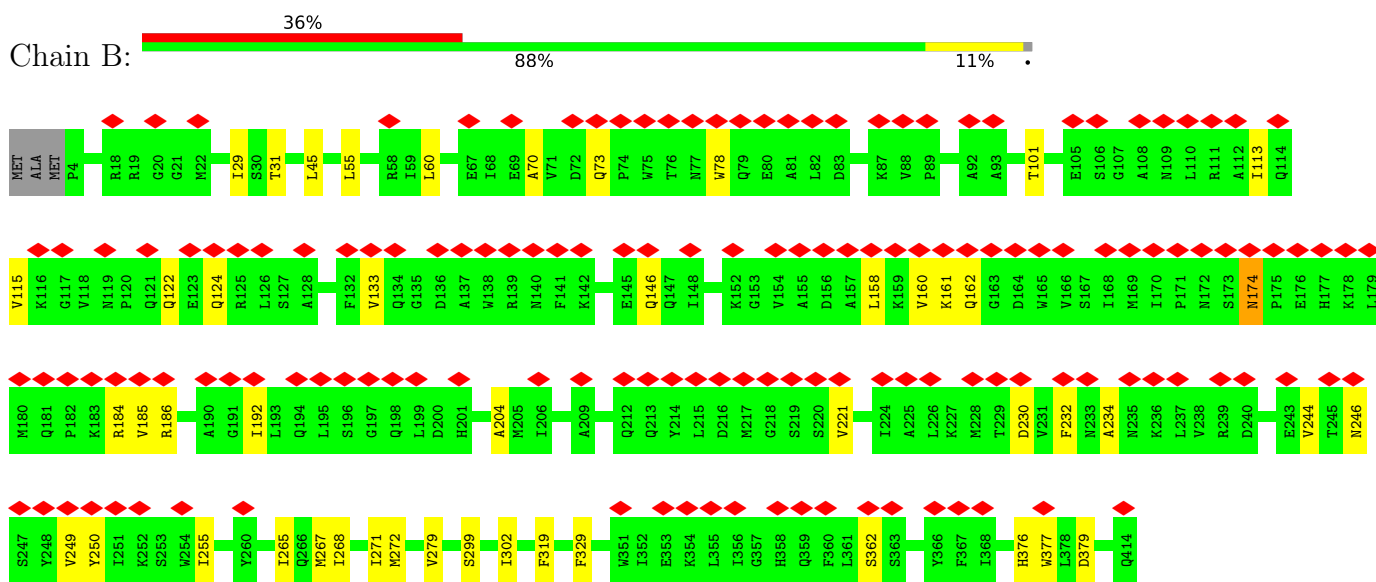 36%
Chain B:
88% 11% •
MET ALA MET P4 R18 R19 G20 G21 M22 I29 S30 T31 L45 L55 R58 I59 L60 E67 I68 E69 A70 V71 D72 Q73 P74 W75 T76 N77 W78 Q79 E80 A81 L82 D83 K87 V88 P89 A92 A93 T101 E105 S106 G107 A108 N109 L110 R111 A112 I113 Q114
V115 K116 G117 V118 N119 P120 Q121 Q122 E123 Q124 R125 L126 S127 A128 F132 V133 Q134 G135 D136 A137 W138 R139 N140 F141 K142 E145 Q146 Q147 I148 K152 G153 V154 A155 D156 A157 L158 K159 V160 K161 Q162 G163 D164 W165 V166 S167 I168 M169 I170 P171 N172 S173 N174 P175 E176 H177 K178 L179
M180 Q181 P182 K183 R184 V185 R186 A190 G191 I192 L193 Q194 L195 S196 G197 Q198 L199 D200 H201 A204 M205 I206 A209 Q212 Q213 Y214 L215 D216 M217 G218 S219 S220 V221 I224 A225 L226 K227 M228 T229 D230 V231 F232 N233 A234 N235 K236 L237 V238 R239 D240 E243 V244 T245 N246
S247 Y248 V249 Y250 I251 K252 S253 W254 I255 Y260 I265 Q266 M267 I268 I271 M272 V279 S299 I302 F319 F329 W351 I352 E353 K354 L355 I356 G357 H358 Q359 F360 L361 S362 S363 Y366 F367 I368 H376 W377 L378 D379 Q414